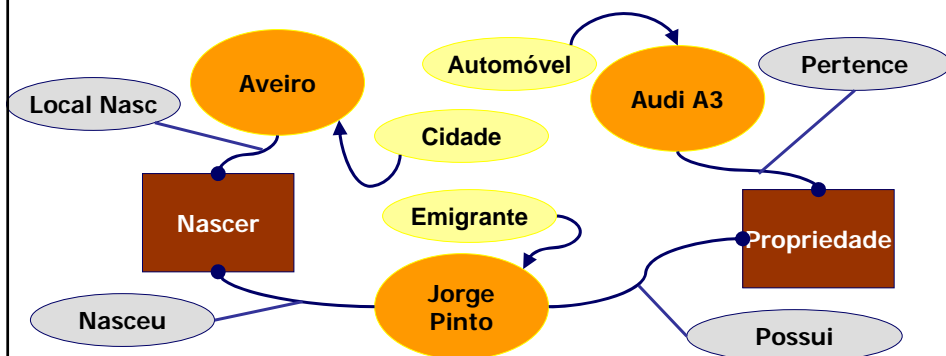 Automóvel
Pertence
Aveiro
Audi A3
Local Nasc
Cidade
Emigrante
Nascer
Propriedade
Jorge
Pinto
Nasceu
Possui